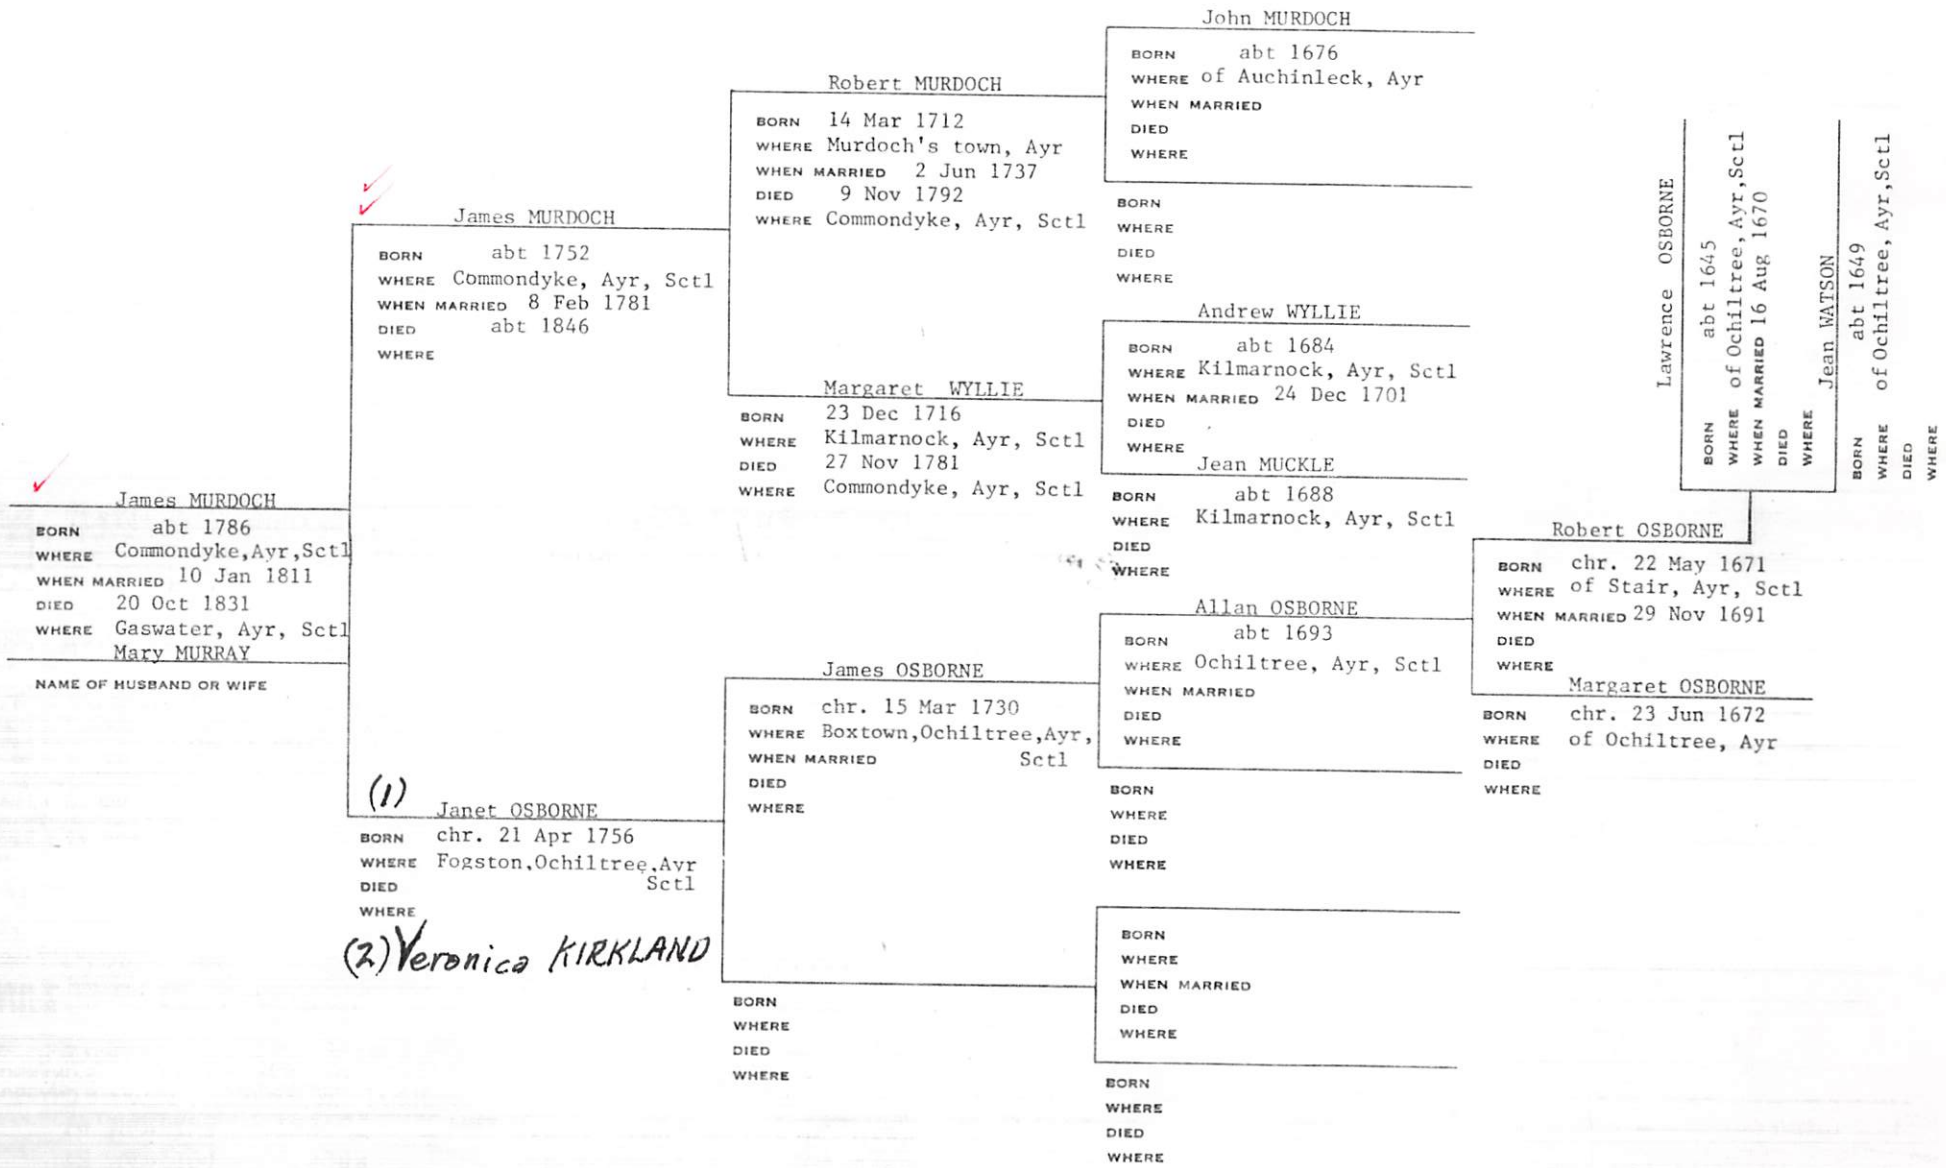 James MURDOCH
BORN abt 1786
WHERE Commondyke,Ayr,Sctl
WHEN MARRIED 10 Jan 1811
DIED 20 Oct 1831
WHERE Gaswater, Ayr, Sctl
Mary MURRAY
NAME OF HUSBAND OR WIFE
James MURDOCH
BORN abt 1752
WHERE Commondyke, Ayr, Sctl
WHEN MARRIED 8 Feb 1781
DIED abt 1846
WHERE
(1)
Janet OSBORNE
BORN chr. 21 Apr 1756
WHERE Fogston,Ochiltree,Ayr
DIED Sctl
WHERE
(2) Veronica KIRKLAND
Robert MURDOCH
BORN 14 Mar 1712
WHERE Murdoch's town, Ayr
WHEN MARRIED 2 Jun 1737
DIED 9 Nov 1792
WHERE Commondyke, Ayr, Sctl
Margaret WYLLIE
BORN 23 Dec 1716
WHERE Kilmarnock, Ayr, Sctl
DIED 27 Nov 1781
WHERE Commondyke, Ayr, Sctl
James OSBORNE
BORN chr. 15 Mar 1730
WHERE Boxtown,Ochiltree,Ayr,
WHEN MARRIED Sctl
DIED
WHERE
BORN
WHERE
DIED
WHERE
John MURDOCH
BORN abt 1676
WHERE of Auchinleck, Ayr
WHEN MARRIED
DIED
WHERE
BORN
WHERE
DIED
WHERE
Andrew WYLLIE
BORN abt 1684
WHERE Kilmarnock, Ayr, Sctl
WHEN MARRIED 24 Dec 1701
DIED
WHERE
Jean MUCKLE
BORN abt 1688
WHERE Kilmarnock, Ayr, Sctl
DIED
WHERE
Allan OSBORNE
BORN abt 1693
WHERE Ochiltree, Ayr, Sctl
WHEN MARRIED
DIED
WHERE
BORN
WHERE
DIED
WHERE
BORN
WHERE
WHEN MARRIED
DIED
WHERE
BORN
WHERE
DIED
WHERE
Robert OSBORNE
BORN chr. 22 May 1671
WHERE of Stair, Ayr, Sctl
WHEN MARRIED 29 Nov 1691
DIED
WHERE
Margaret OSBORNE
BORN chr. 23 Jun 1672
WHERE of Ochiltree, Ayr
DIED
WHERE
Lawrence OSBORNE
BORN abt 1645
WHERE of Ochiltree,Ayr,Sctl
WHEN MARRIED 16 Aug 1670
DIED
WHERE
Jean WATSON
BORN abt 1649
WHERE of Ochiltree, Ayr,Sctl
DIED
WHERE